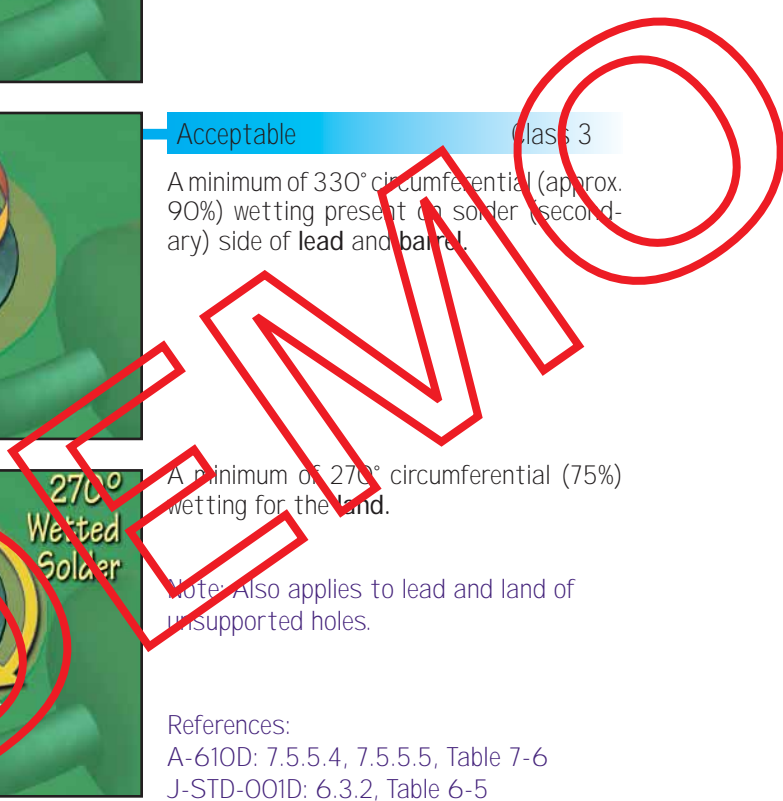 Acceptable Class 3
A minimum of 330° circumferential (approx.
90%) wetting present on solder (second-
ary) side of lead and barrel.
270°
Wetted
Solder
A minimum of 270° circumferential (75%)
wetting for the land.
Note: Also applies to lead and land of
unsupported holes.
References:
A-610D: 7.5.5.4, 7.5.5.5, Table 7-6
J-STD-001D: 6.3.2, Table 6-5
DEMO